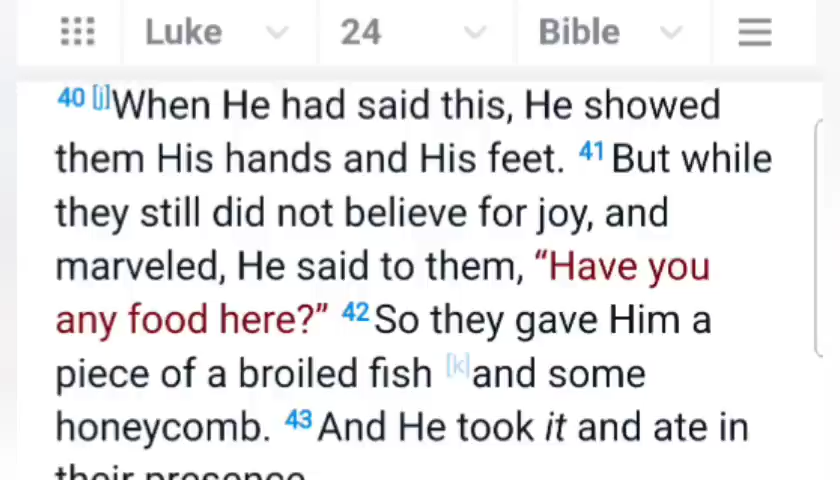 Luke 24 Bible
40 [j]When He had said this, He showed
them His hands and His feet. 41 But while
they still did not believe for joy, and
marveled, He said to them, “Have you
any food here?” 42 So they gave Him a
piece of a broiled fish [k]and some
honeycomb. 43 And He took it and ate in
their presence.